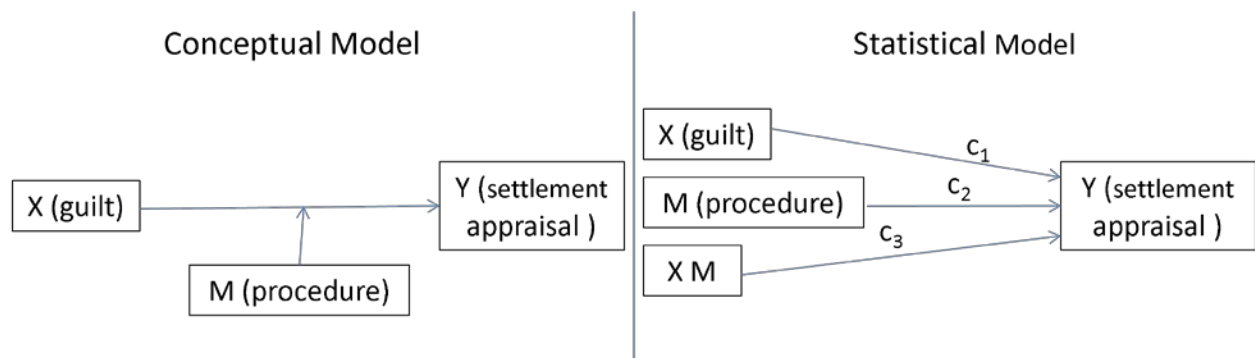 Conceptual Model
X (guilt)
Y (settlement
appraisal )
M (procedure)
Statistical Model
X (guilt)
c₁
M (procedure)
c₂
X M
c₃
Y (settlement
appraisal )